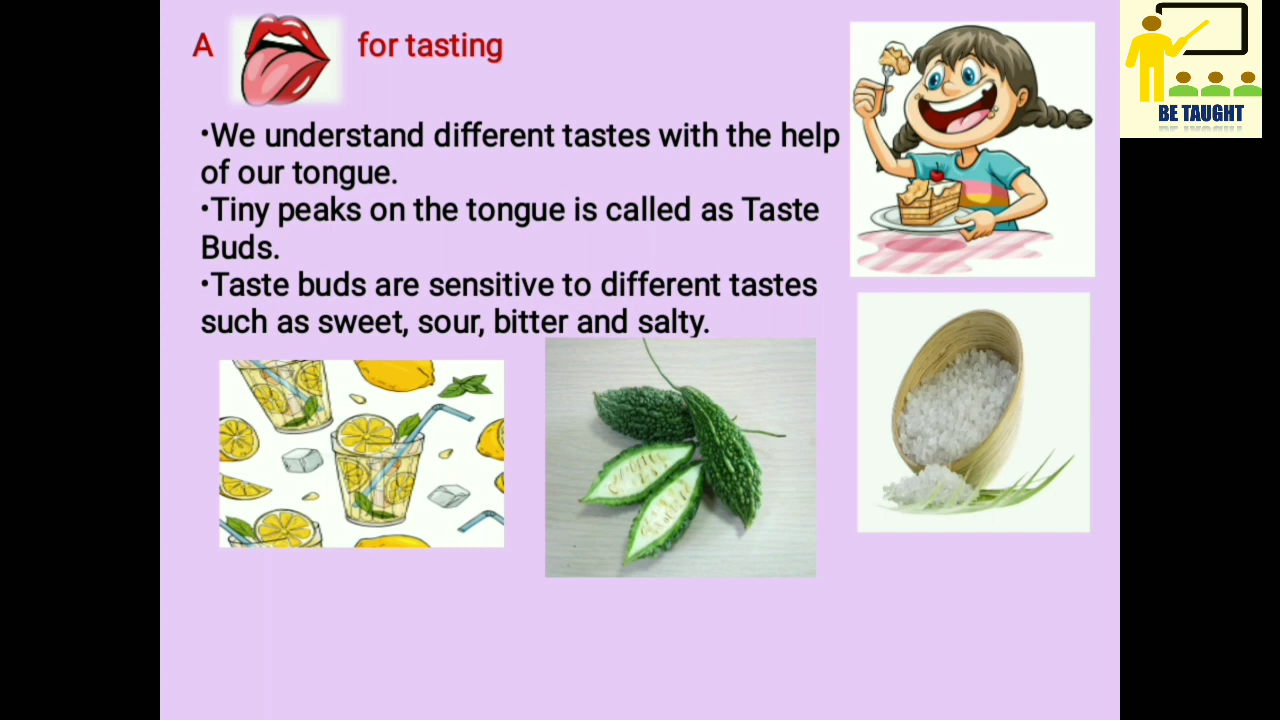 A for tasting
•We understand different tastes with the help
of our tongue.
•Tiny peaks on the tongue is called as Taste
Buds.
•Taste buds are sensitive to different tastes
such as sweet, sour, bitter and salty.
BE TAUGHT